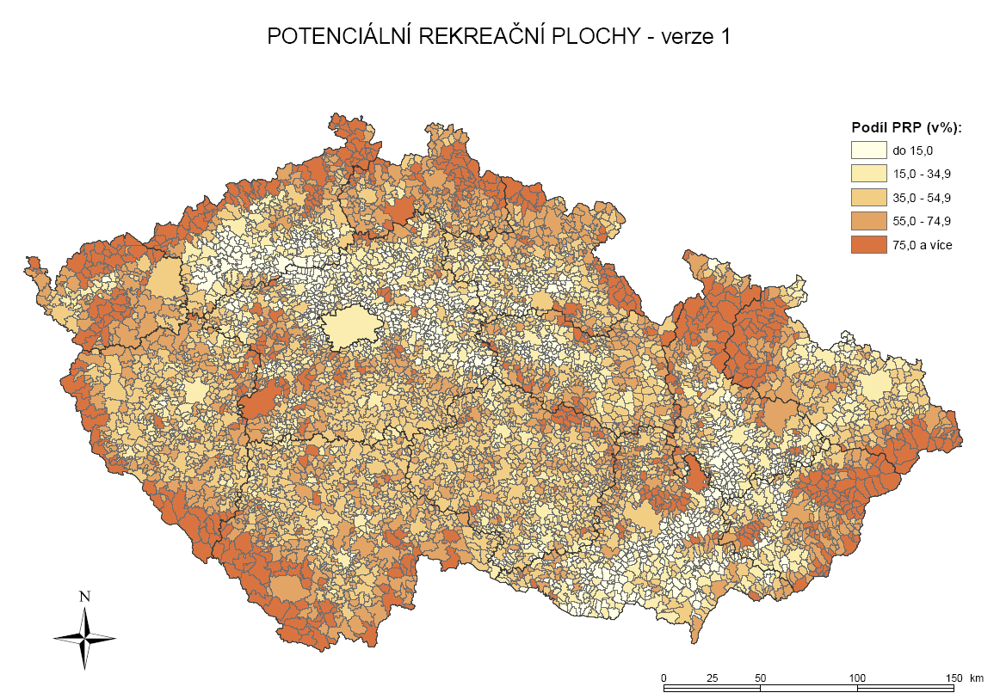 POTENCIÁLNÍ REKREAČNÍ PLOCHY - verze 1
Podíl PRP (v%):
do 15,0
15,0 - 34,9
35,0 - 54,9
55,0 - 74,9
75,0 a více
N
0 25 50 100 150 km